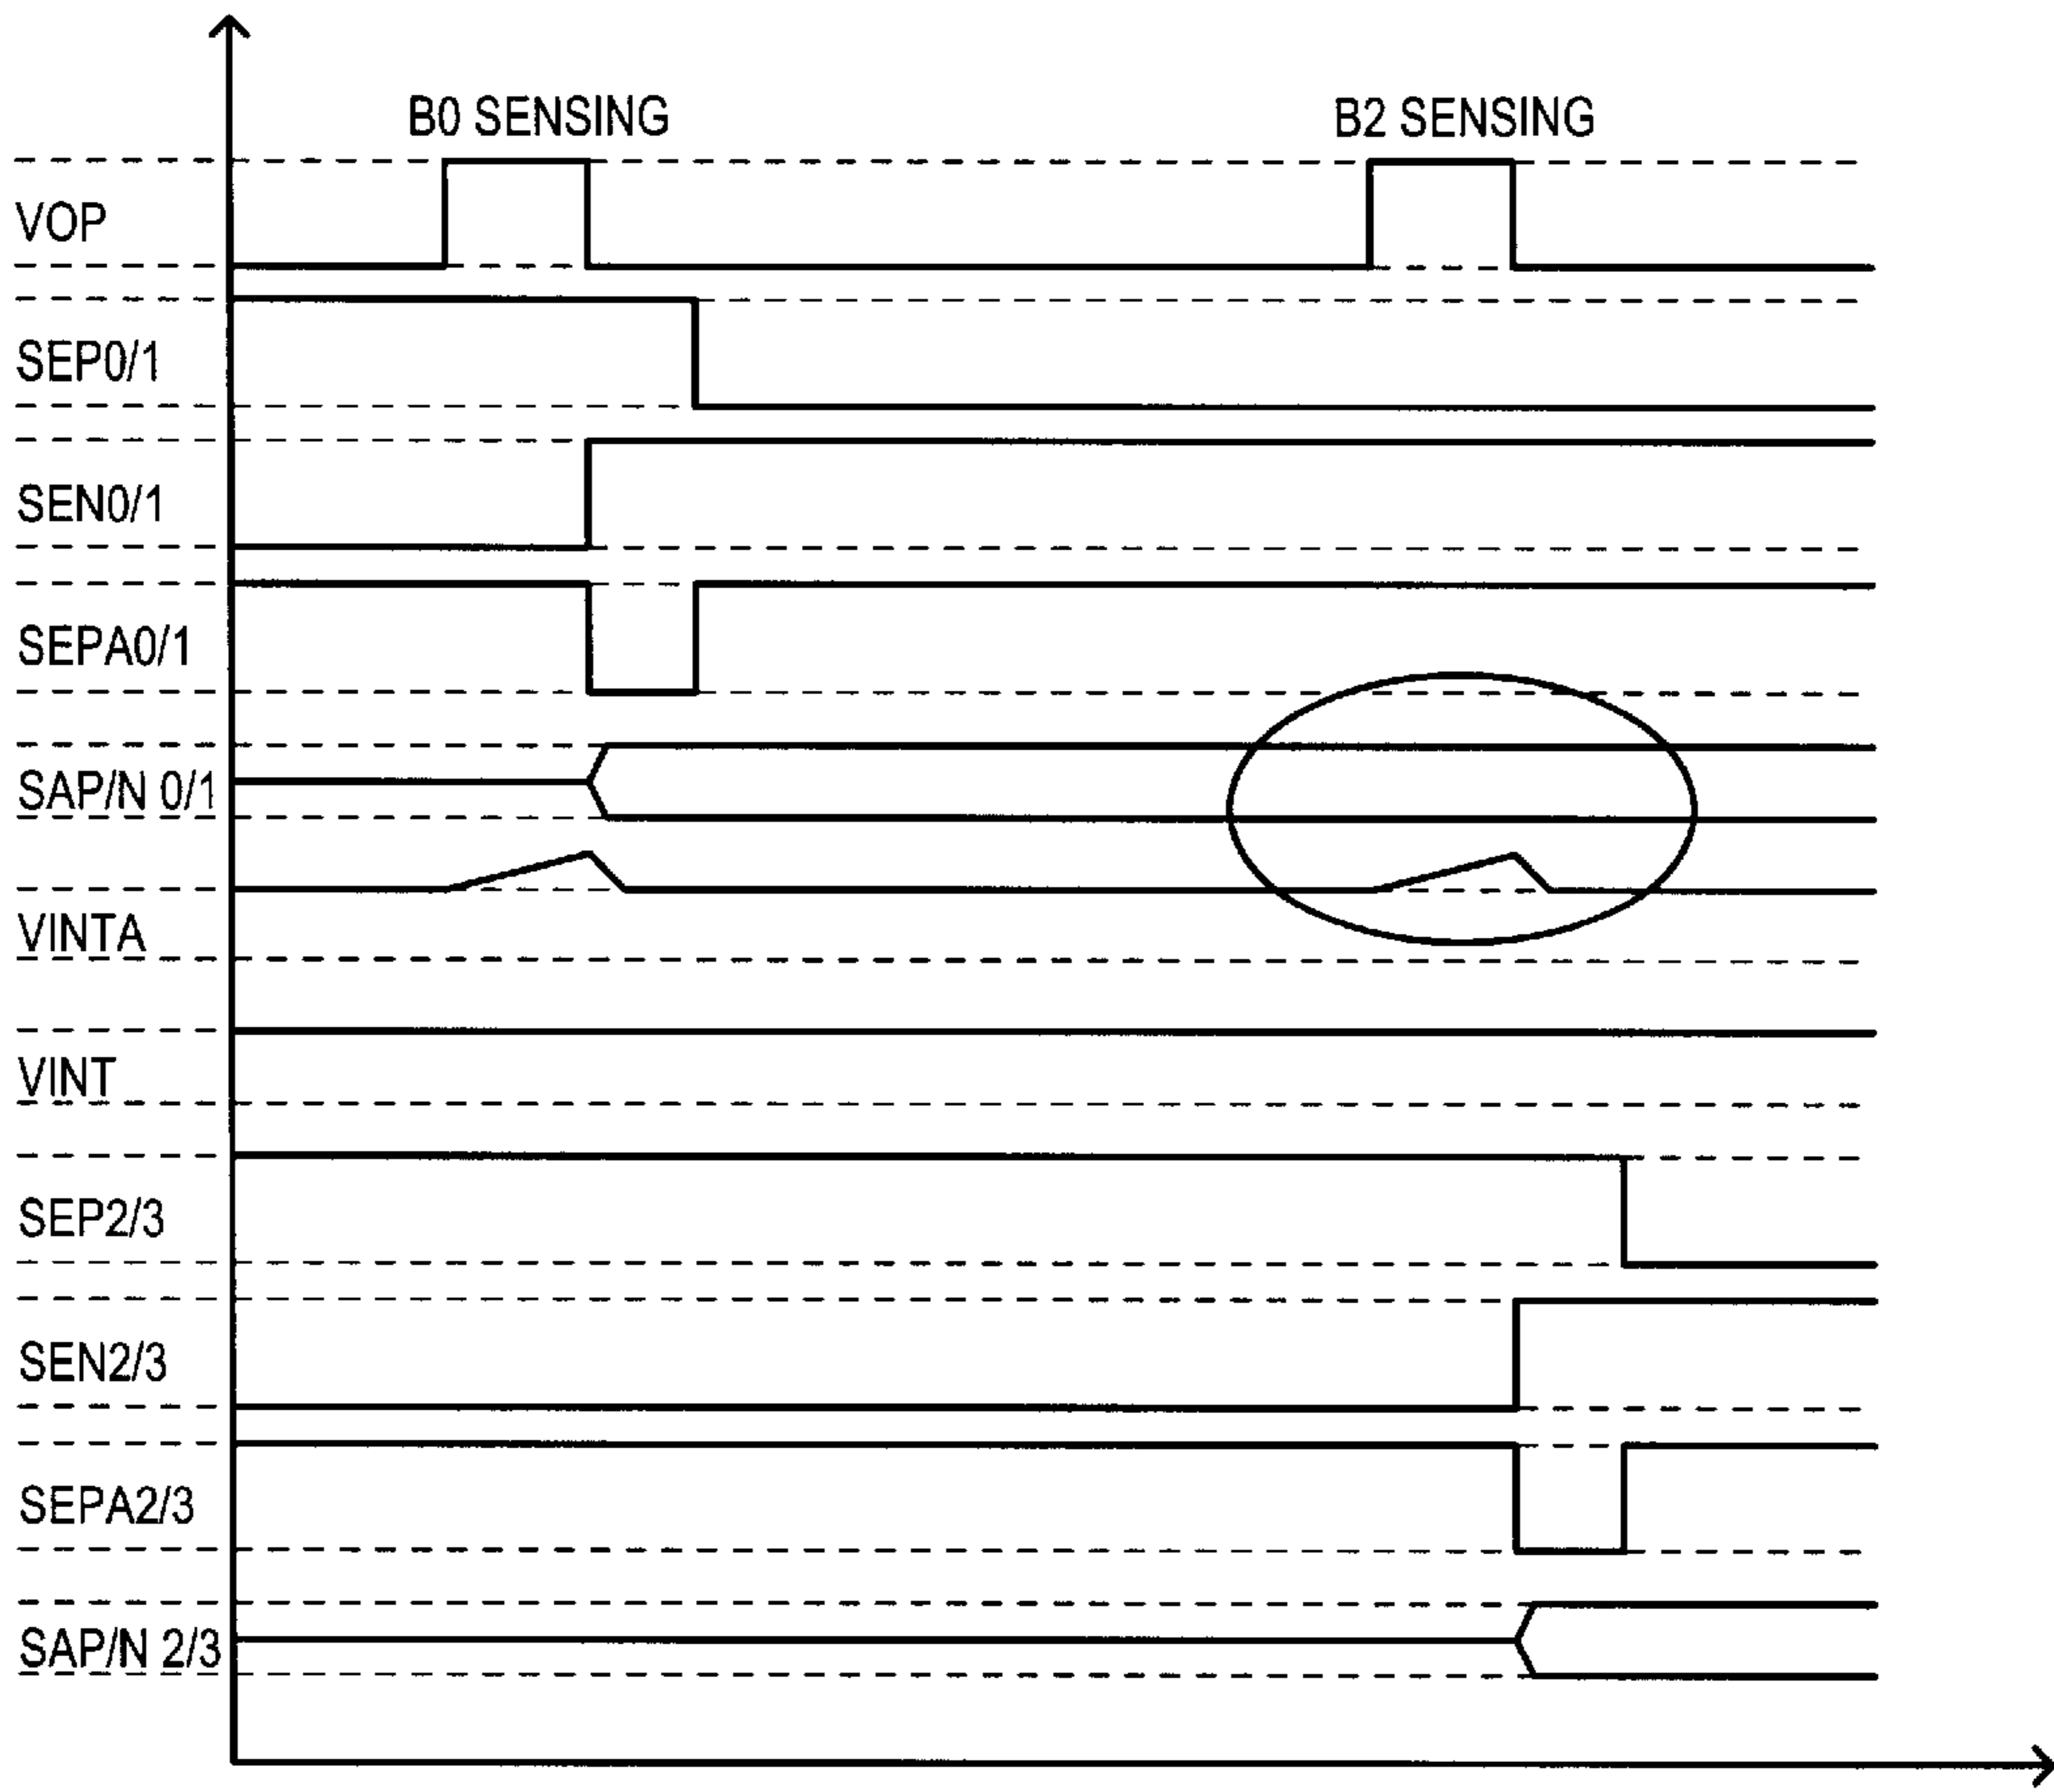 B0 SENSING
B2 SENSING
VOP
SEP0/1
SEN0/1
SEPA0/1
SAP/N 0/1
VINTA
VINT
SEP2/3
SEN2/3
SEPA2/3
SAP/N 2/3